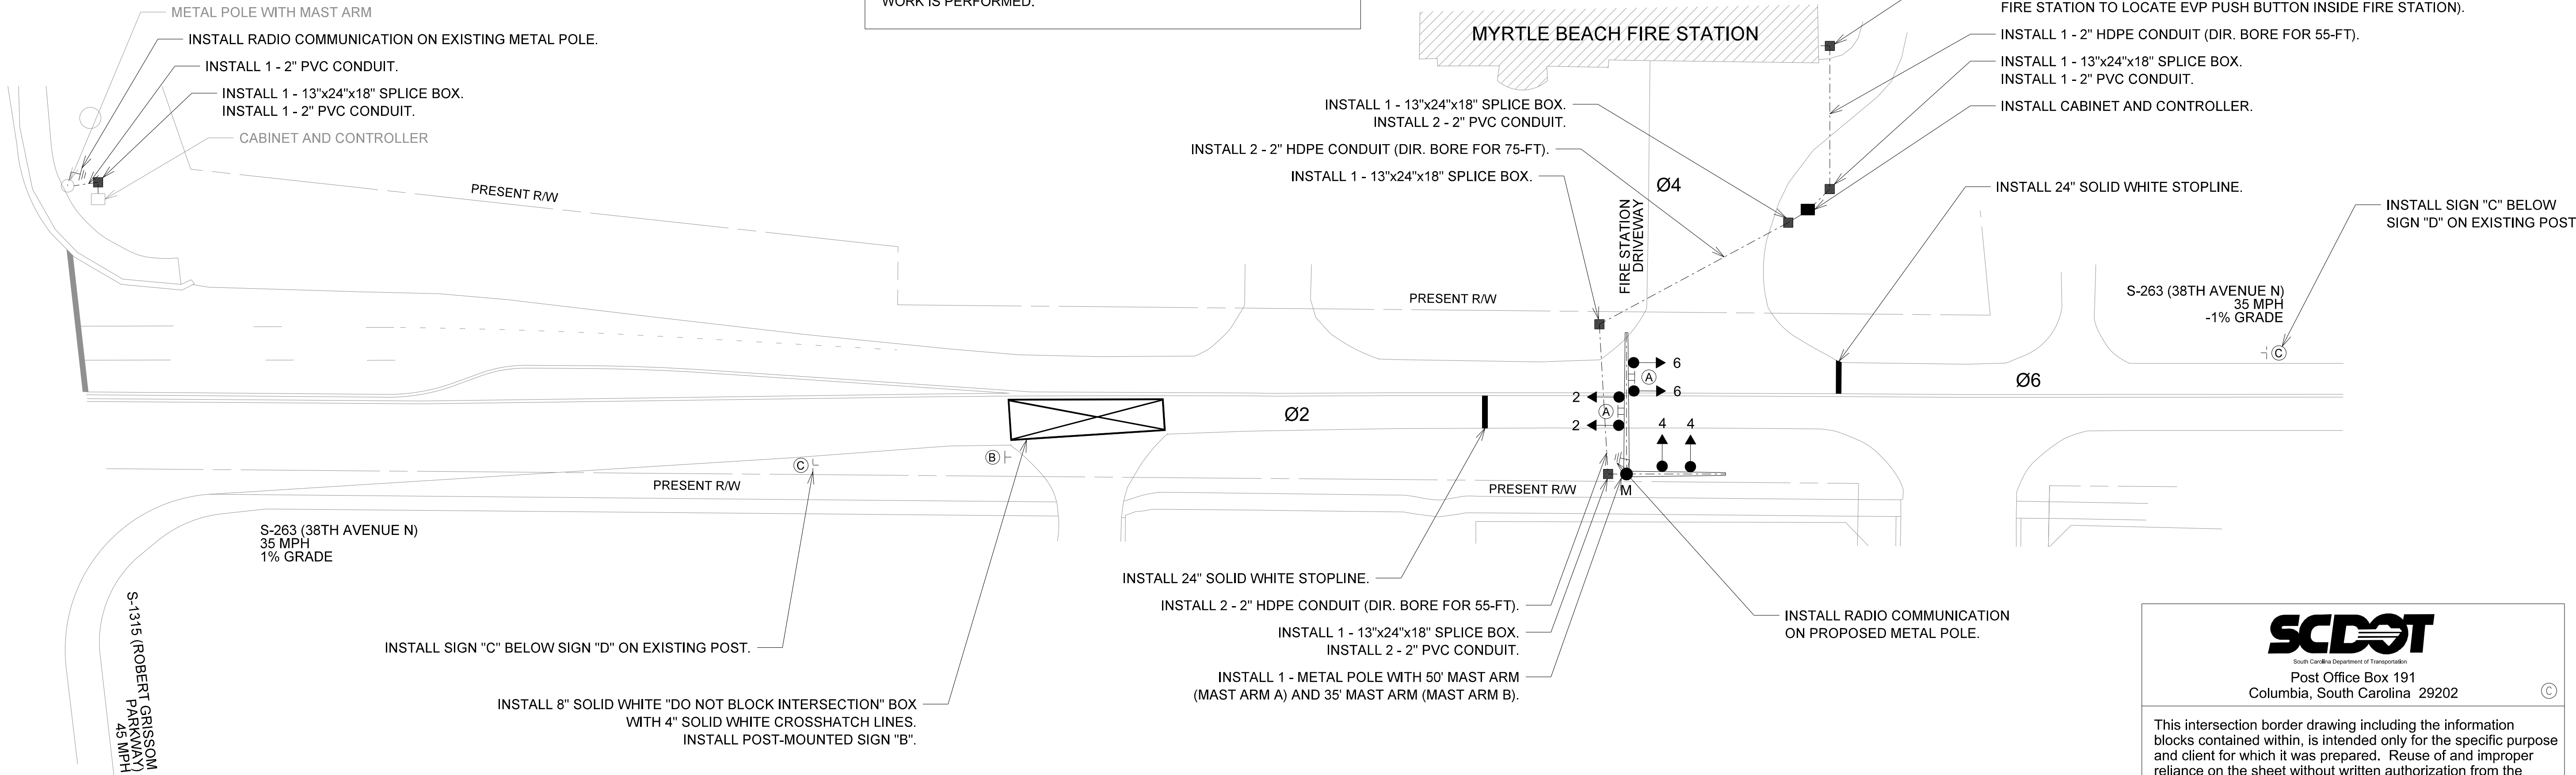 WORK IS PERFORMED.
METAL POLE WITH MAST ARM
INSTALL RADIO COMMUNICATION ON EXISTING METAL POLE.
INSTALL 1 - 2" PVC CONDUIT.
INSTALL 1 - 13"x24"x18" SPLICE BOX.
INSTALL 1 - 2" PVC CONDUIT.
CABINET AND CONTROLLER
PRESENT R/W
MYRTLE BEACH FIRE STATION
FIRE STATION TO LOCATE EVP PUSH BUTTON INSIDE FIRE STATION).
INSTALL 1 - 2" HDPE CONDUIT (DIR. BORE FOR 55-FT).
INSTALL 1 - 13"x24"x18" SPLICE BOX.
INSTALL 1 - 2" PVC CONDUIT.
INSTALL CABINET AND CONTROLLER.
INSTALL 1 - 13"x24"x18" SPLICE BOX.
INSTALL 2 - 2" PVC CONDUIT.
INSTALL 2 - 2" HDPE CONDUIT (DIR. BORE FOR 75-FT).
INSTALL 1 - 13"x24"x18" SPLICE BOX.
Ø4
FIRE STATION
DRIVEWAY
INSTALL 24" SOLID WHITE STOPLINE.
INSTALL SIGN "C" BELOW
SIGN "D" ON EXISTING POST
PRESENT R/W
S-263 (38TH AVENUE N)
35 MPH
-1% GRADE
C
6
A
6
Ø6
2
A
2
4 4
Ø2
B
C
M
PRESENT R/W
PRESENT R/W
S-263 (38TH AVENUE N)
35 MPH
1% GRADE
S-1315 (ROBERT GRISSOM
PARKWAY)
45 MPH
INSTALL SIGN "C" BELOW SIGN "D" ON EXISTING POST.
INSTALL 8" SOLID WHITE "DO NOT BLOCK INTERSECTION" BOX
WITH 4" SOLID WHITE CROSSHATCH LINES.
INSTALL POST-MOUNTED SIGN "B".
INSTALL 24" SOLID WHITE STOPLINE.
INSTALL 2 - 2" HDPE CONDUIT (DIR. BORE FOR 55-FT).
INSTALL 1 - 13"x24"x18" SPLICE BOX.
INSTALL 2 - 2" PVC CONDUIT.
INSTALL 1 - METAL POLE WITH 50' MAST ARM
(MAST ARM A) AND 35' MAST ARM (MAST ARM B).
INSTALL RADIO COMMUNICATION
ON PROPOSED METAL POLE.
SCDOT
South Carolina Department of Transportation
Post Office Box 191
Columbia, South Carolina 29202
C
This intersection border drawing including the information
blocks contained within, is intended only for the specific purpose
and client for which it was prepared. Reuse of and improper
reliance on the sheet without written authorization from the